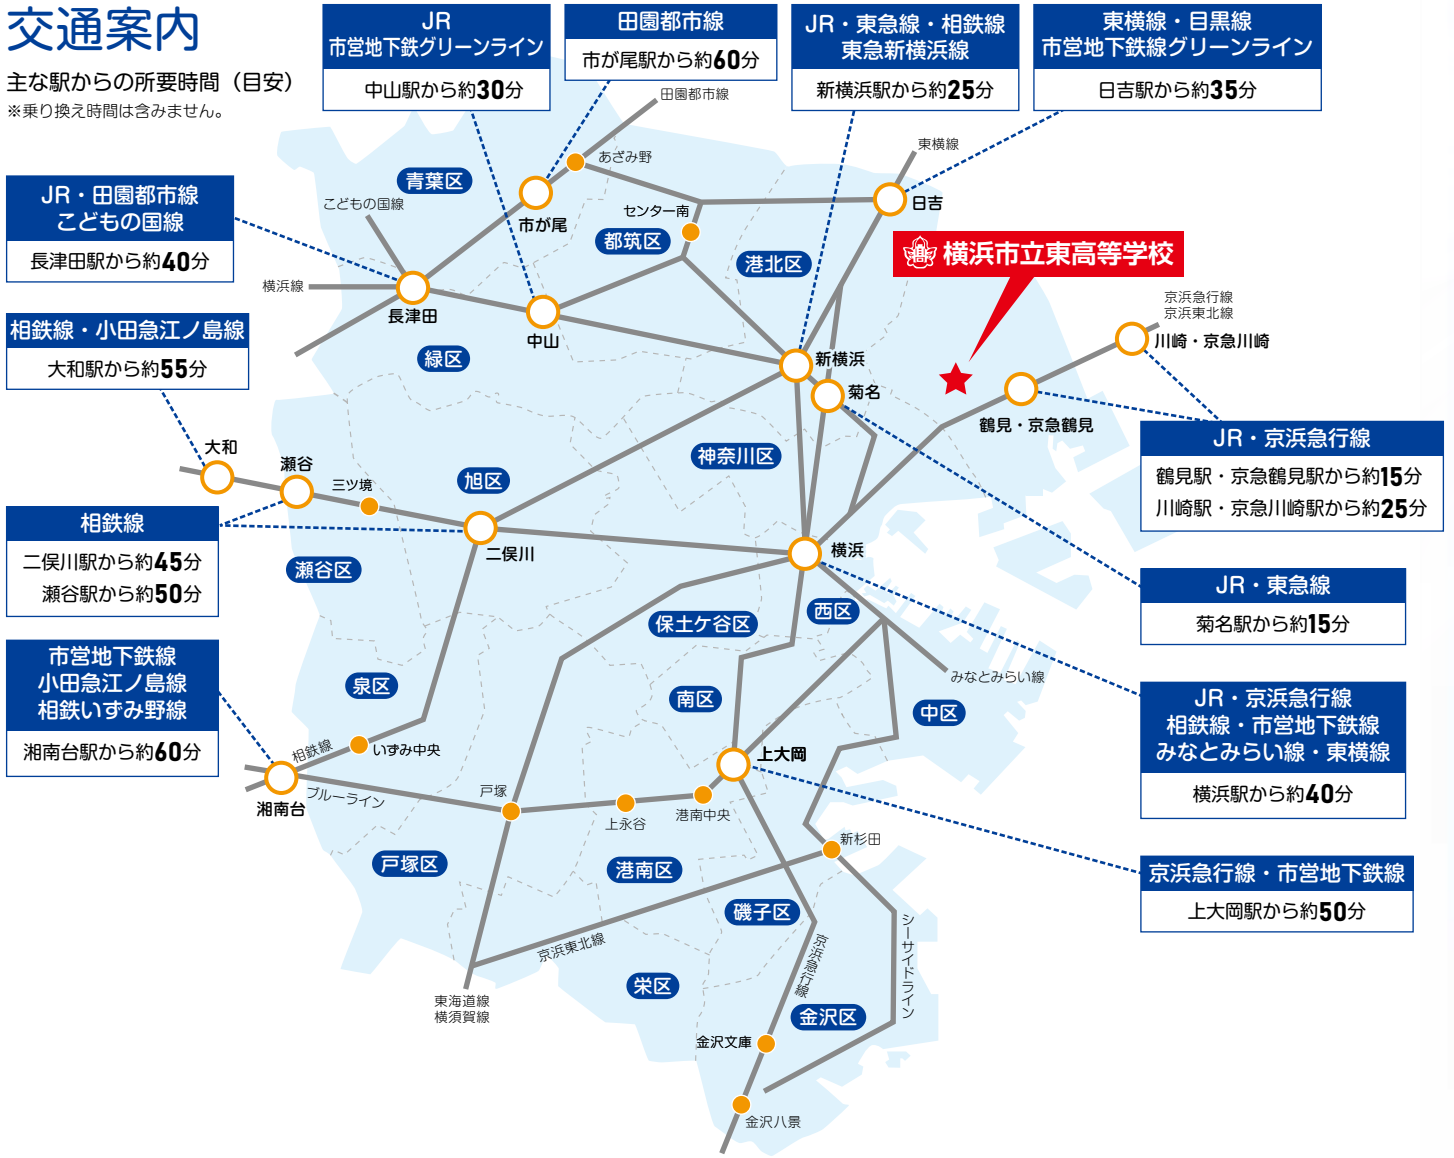 交通案内
主な駅からの所要時間（目安）
※乗り換え時間は含みません。
JR
市営地下鉄グリーンライン
中山駅から約30分
田園都市線
市が尾駅から約60分
JR・東急線・相鉄線
東急新横浜線
新横浜駅から約25分
東横線・目黒線
市営地下鉄線グリーンライン
日吉駅から約35分
JR・田園都市線
こどもの国線
長津田駅から約40分
相鉄線・小田急江ノ島線
大和駅から約55分
相鉄線
二俣川駅から約45分
瀬谷駅から約50分
市営地下鉄線
小田急江ノ島線
相鉄いずみ野線
湘南台駅から約60分
JR・京浜急行線
鶴見駅・京急鶴見駅から約15分
川崎駅・京急川崎駅から約25分
JR・東急線
菊名駅から約15分
JR・京浜急行線
相鉄線・市営地下鉄線
みなとみらい線・東横線
横浜駅から約40分
京浜急行線・市営地下鉄線
上大岡駅から約50分
田園都市線
あざみ野
東横線
青葉区
こどもの国線
市が尾
センター南
日吉
都筑区
港北区
横浜市立東高等学校
横浜線
長津田
中山
京浜急行線
京浜東北線
川崎・京急川崎
緑区
新横浜
菊名
鶴見・京急鶴見
大和
瀬谷
三ツ境
旭区
神奈川区
二俣川
横浜
瀬谷区
西区
保土ケ谷区
みなとみらい線
泉区
南区
中区
相鉄線
いずみ中央
上大岡
湘南台
ブルーライン
戸塚
上永谷
港南中央
新杉田
戸塚区
港南区
磯子区
京浜東北線
京浜急行線
シーサイドライン
栄区
東海道線
横須賀線
金沢区
金沢文庫
金沢八景